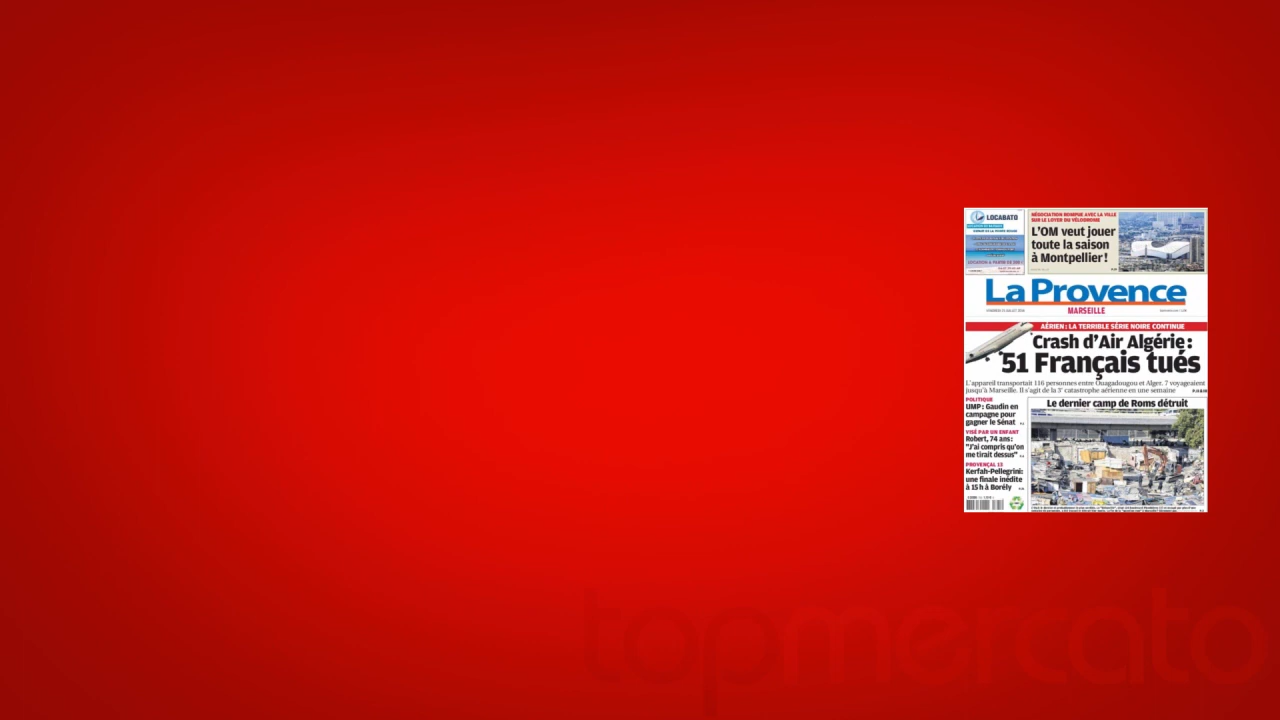 LOCABATO
NÉGOCIATION ROMPUE AVEC LA VILLE
SUR LE LOYER DU VÉLODROME
L'OM veut jouer
toute la saison
à Montpellier !
La Provence
MARSEILLE
AÉRIEN : LA TERRIBLE SÉRIE NOIRE CONTINUE
Crash d'Air Algérie :
51 Français tués
L'appareil transportait 116 personnes entre Ouagadougou et Alger. 7 voyageaient
jusqu'à Marseille. Il s'agit de la 3e catastrophe aérienne en une semaine
POLITIQUE
UMP : Gaudin en
campagne pour
gagner le Sénat
VISÉ PAR UN ENFANT
Robert, 74 ans :
"J'ai compris qu'on
me tirait dessus"
PROVENÇAL 13
Kerfah-Pellegrini:
une finale inédite
à 15 h à Borély
Le dernier camp de Roms détruit
topmercato